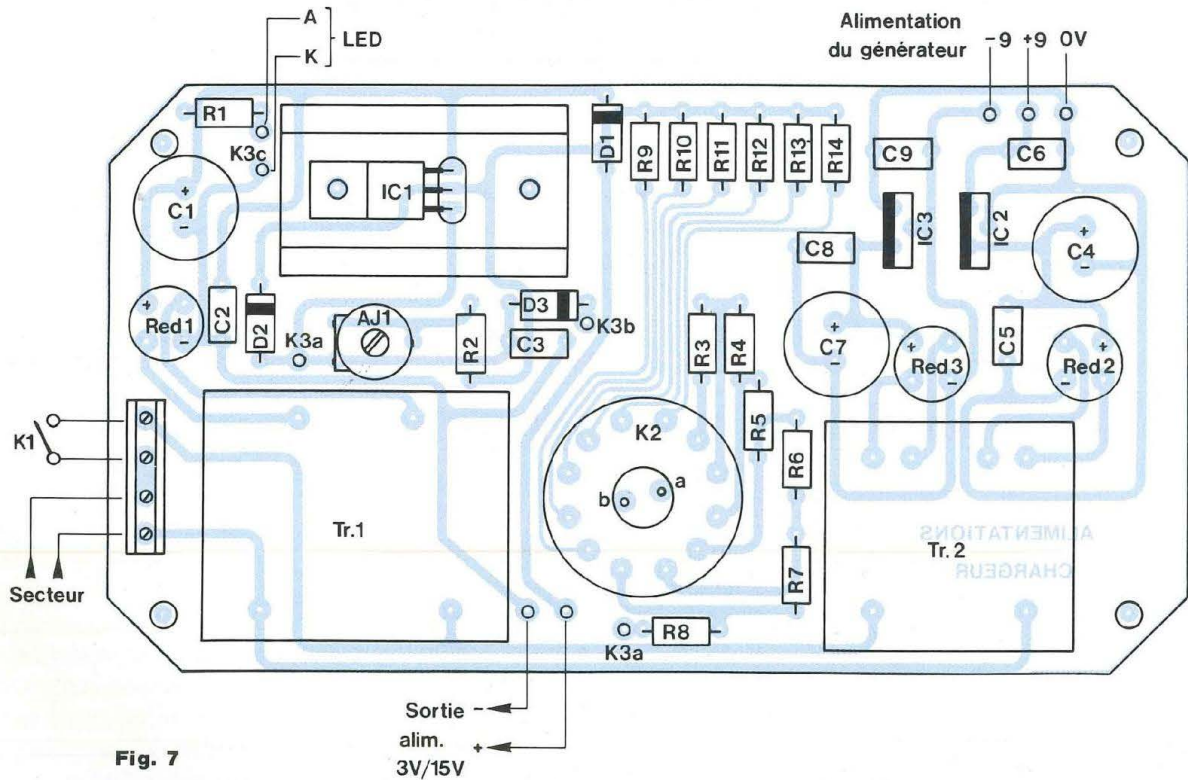 A
K
LED
Alimentation
du générateur
-9 +9 0V
R1
K3c
IC1
D1
R9
R10
R11
R12
R13
R14
C9
C6
+
C1
-
IC3
IC2
+
C4
-
C8
+
Red1
-
C2
D2
K3a
AJ1
R2
D3
C3
K3b
R3
R4
+
C7
-
+
Red3
-
C5
+
Red2
-
K1
Secteur
Tr.1
K2
b
a
R5
R6
R7
ALIMENTATIONS
CHARGEUR
Tr.2
K3a
R8
Sortie -
alim. +
3V/15V
Fig. 7